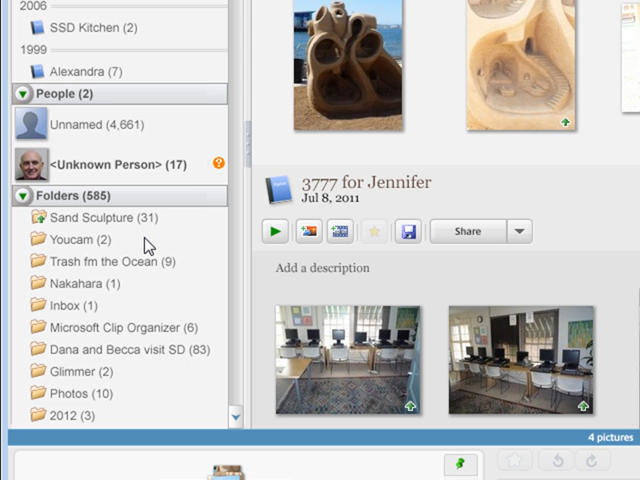 2006
SSD Kitchen (2)
1999
Alexandra (7)
People (2)
Unnamed (4,661)
<Unknown Person> (17)
?
Folders (585)
Sand Sculpture (31)
Youcam (2)
Trash fm the Ocean (9)
Nakahara (1)
Inbox (1)
Microsoft Clip Organizer (6)
Dana and Becca visit SD (83)
Glimmer (2)
Photos (10)
2012 (3)
3777 for Jennifer
Jul 8, 2011
Share
Add a description
4 pictures